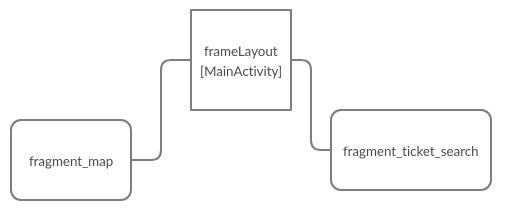 frameLayout
[MainActivity]
fragment_map
fragment_ticket_search